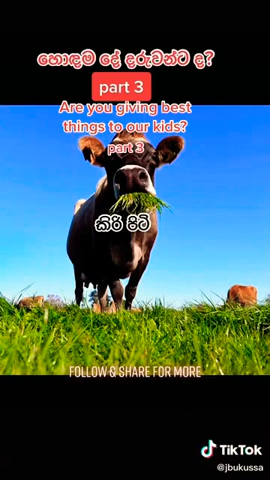 හොඳම දේ දරුවන්ට ද?
part 3
Are you giving best
things to our kids?
part 3
කිරි පිටි
FOLLOW & SHARE FOR MORE
TikTok
@jbukussa